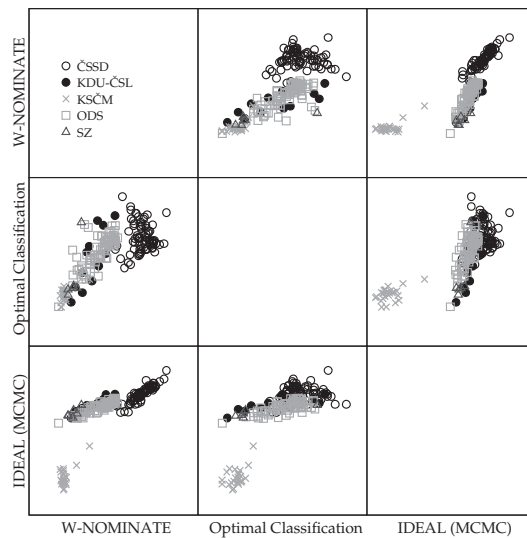 W-NOMINATE
ČSSD
KDU-ČSL
KSČM
ODS
SZ
Optimal Classification
IDEAL (MCMC)
W-NOMINATE
Optimal Classification
IDEAL (MCMC)